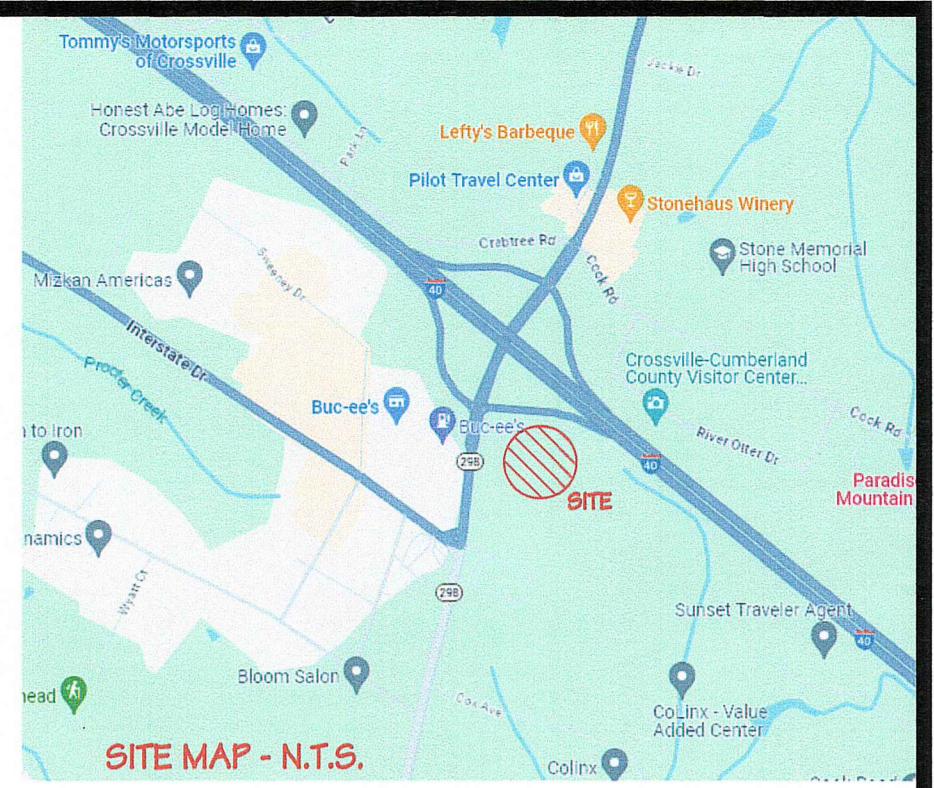 Tommy's Motorsports
of Crossville
Jackie Dr
Honest Abe Log Homes:
Crossville Model Home
Park Ln
Lefty's Barbeque
Pilot Travel Center
Stonehaus Winery
Crabtree Rd
Stone Memorial
High School
Mizkan Americas
Sweeney Dr
Cook Rd
40
Interstate Dr
Crossville-Cumberland
County Visitor Center...
Procter Creek
Buc-ee's
Buc-ee's
Cook Rd
River Otter Dr
n to Iron
298
40
SITE
Paradis
Mountain
namics
Wyatt Ct
298
Sunset Traveler Agent
40
Bloom Salon
head
Cox Ave
CoLinx - Value
Added Center
SITE MAP - N.T.S.
Colinx